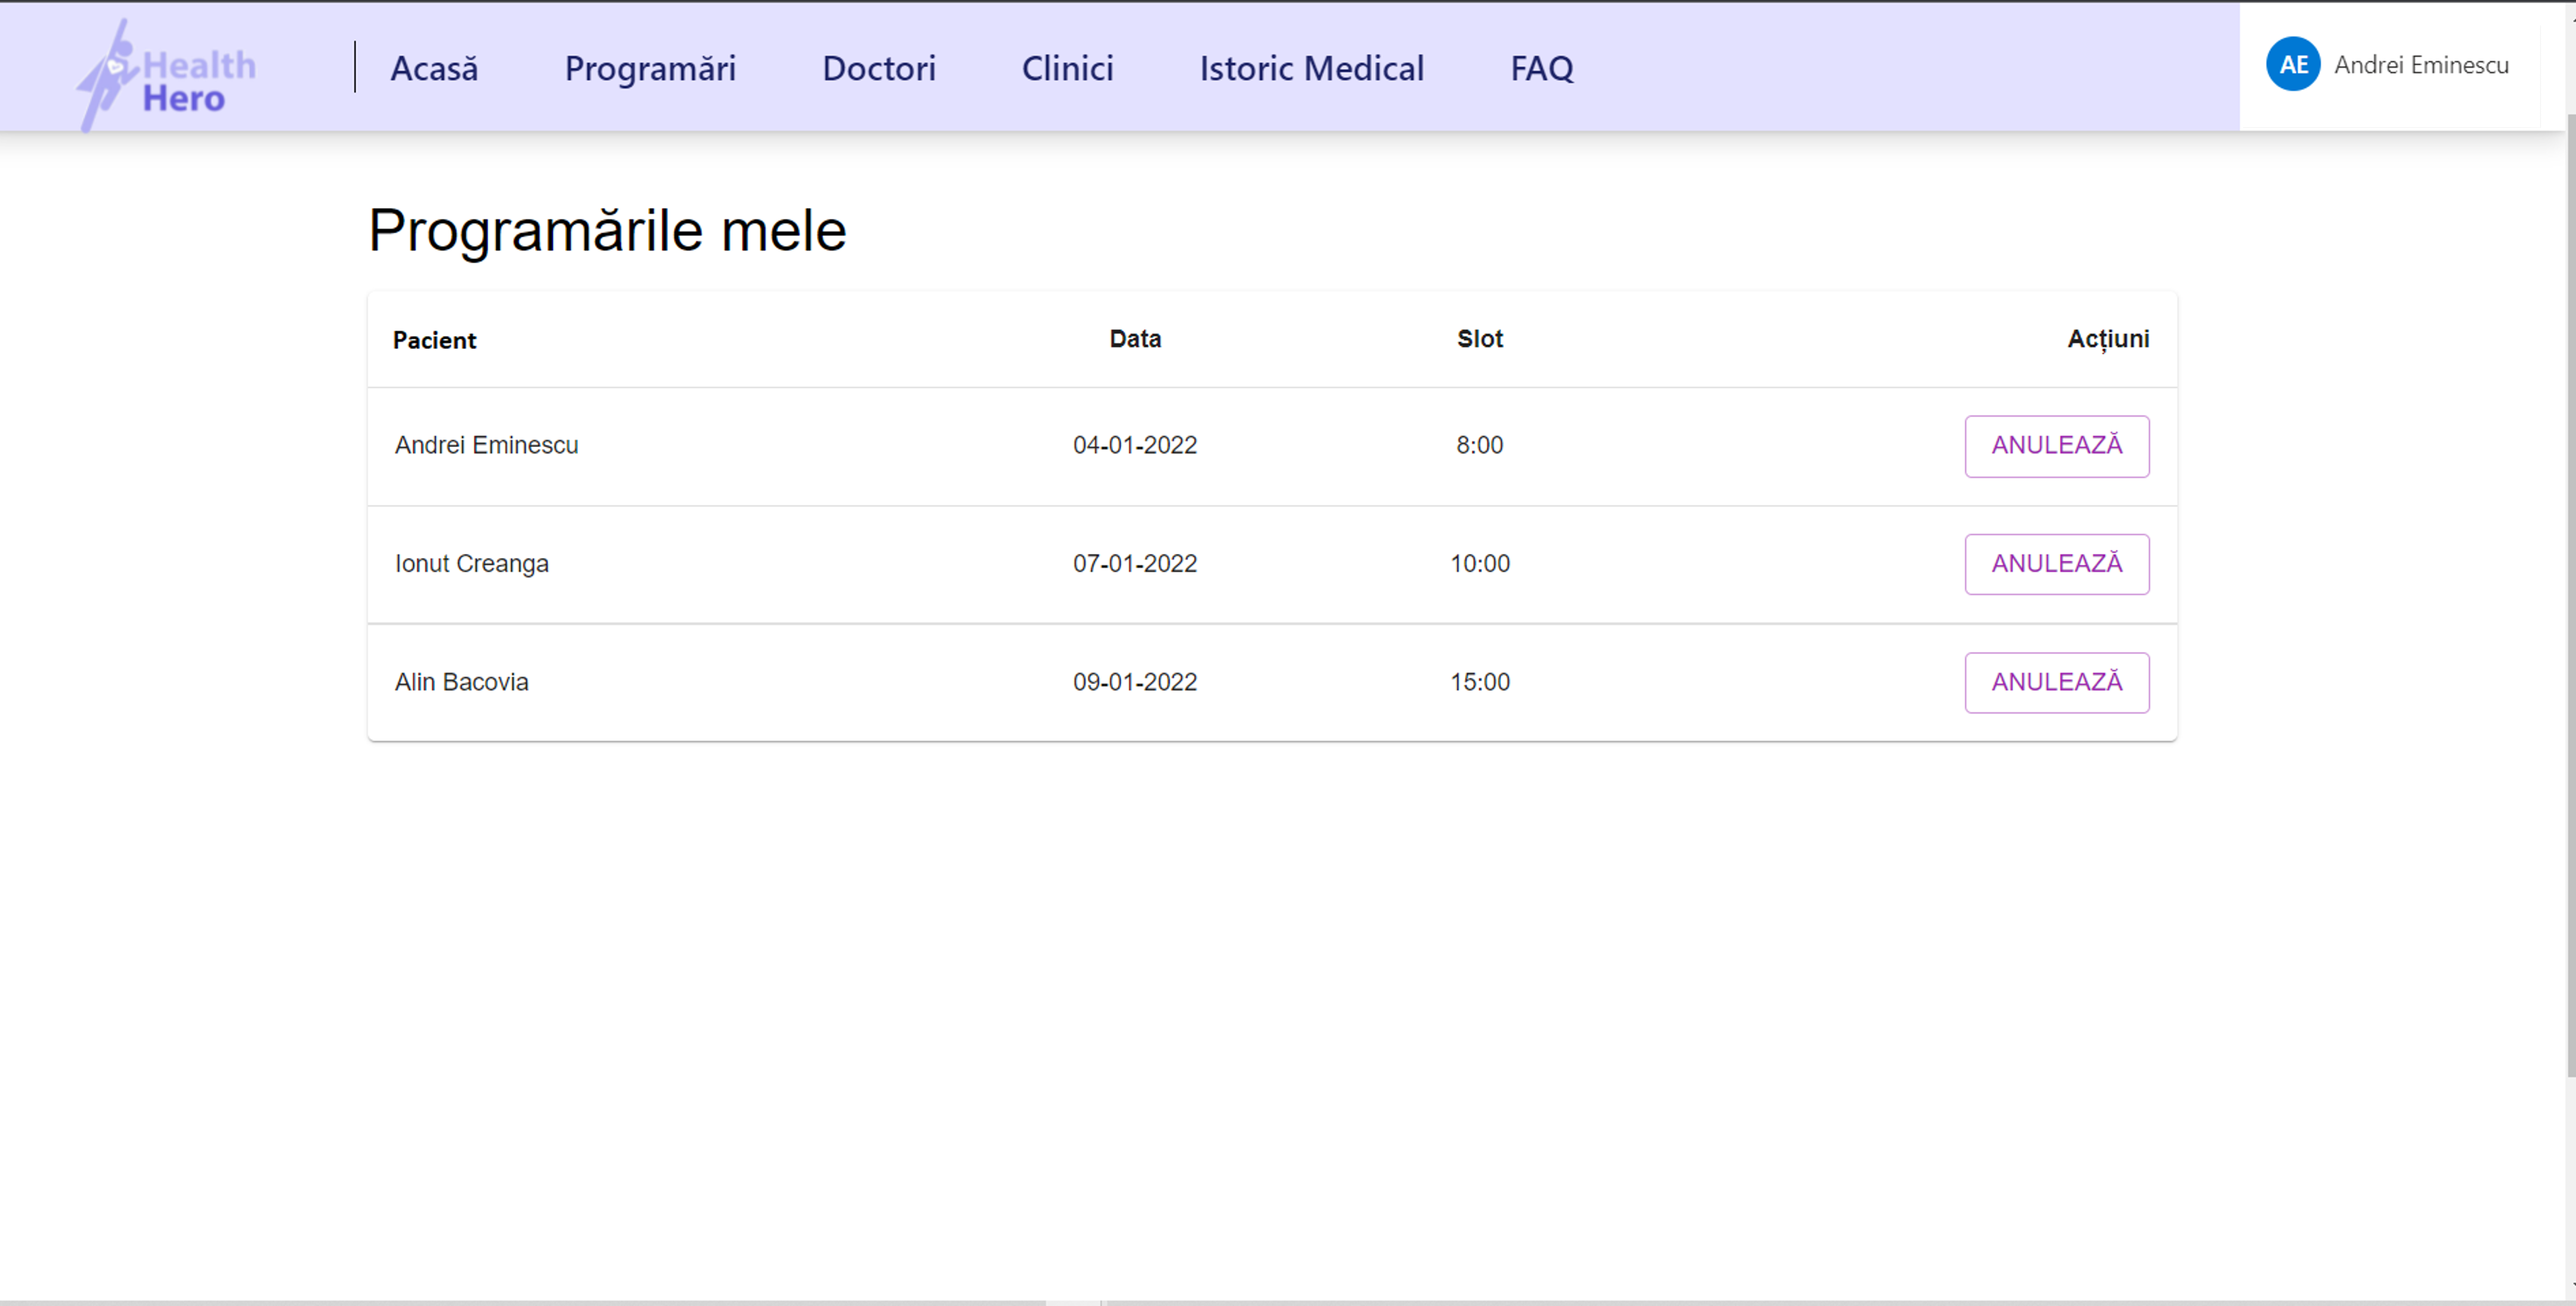 Health
Hero
Acasă Programări Doctori Clinici Istoric Medical FAQ AE Andrei Eminescu
Programările mele
Pacient Data Slot Acțiuni
Andrei Eminescu 04-01-2022 8:00 ANULEAZĂ
Ionut Creanga 07-01-2022 10:00 ANULEAZĂ
Alin Bacovia 09-01-2022 15:00 ANULEAZĂ